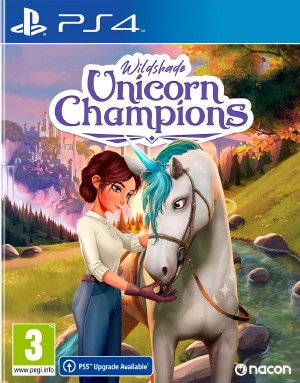 PS4
Wildshade
Unicorn
Champions
3
www.pegi.info
PS5 Upgrade Available
nacon